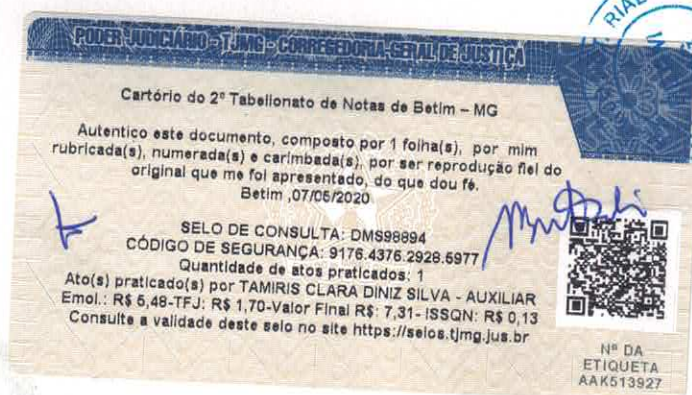 RIAL
PODER JUDICIÁRIO - TJMG - CORREGEDORIA-GERAL DE JUSTIÇA
Cartório do 2º Tabelionato de Notas de Betim – MG
Autentico este documento, composto por 1 folha(s), por mim
rubricada(s), numerada(s) e carimbada(s), por ser reprodução fiel do
original que me foi apresentado, do que dou fé.
Betim ,07/05/2020
SELO DE CONSULTA: DMS98894
CÓDIGO DE SEGURANÇA: 9176.4376.2928.5977
Quantidade de atos praticados: 1
Ato(s) praticado(s) por TAMIRIS CLARA DINIZ SILVA - AUXILIAR
Emol.: R$ 5,48-TFJ: R$ 1,70-Valor Final R$: 7,31- ISSQN: R$ 0,13
Consulte a validade deste selo no site https://selos.tjmg.jus.br
Nº DA
ETIQUETA
AAK513927